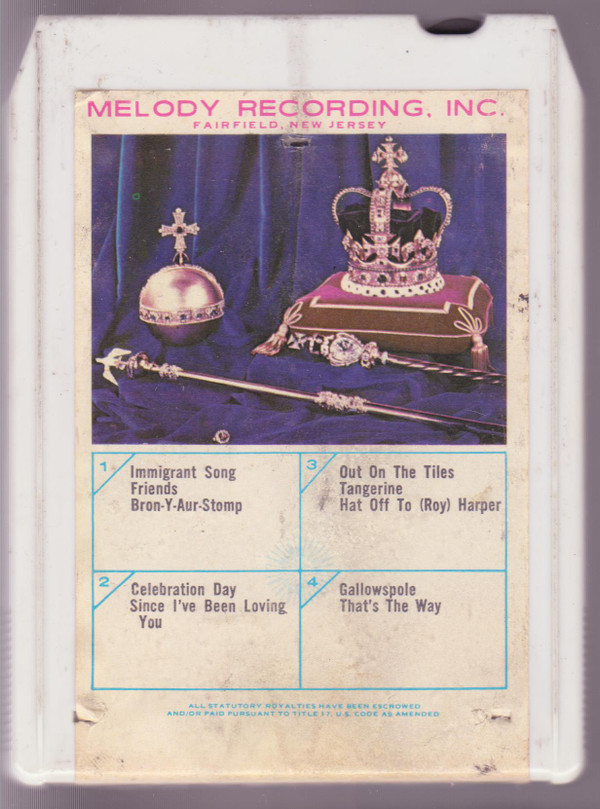 MELODY RECORDING, INC.
FAIRFIELD, NEW JERSEY
1
Immigrant Song
Friends
Bron-Y-Aur-Stomp
3
Out On The Tiles
Tangerine
Hat Off To (Roy) Harper
2
Celebration Day
Since I've Been Loving
You
4
Gallowspole
That's The Way
ALL STATUTORY ROYALTIES HAVE BEEN ESCROWED
AND/OR PAID PURSUANT TO TITLE 17, U.S. CODE AS AMENDED